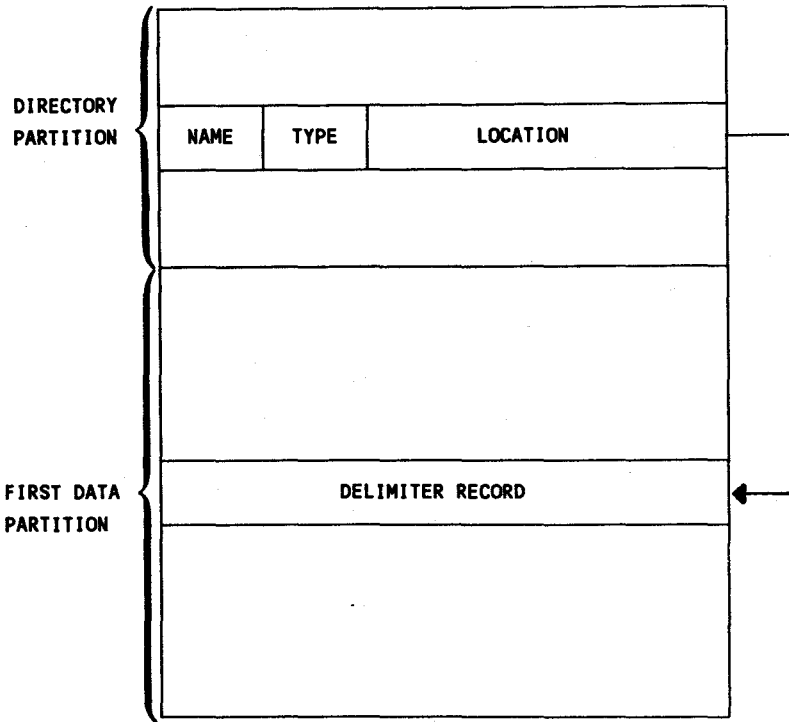 DIRECTORY
PARTITION
NAME
TYPE
LOCATION
FIRST DATA
PARTITION
DELIMITER RECORD